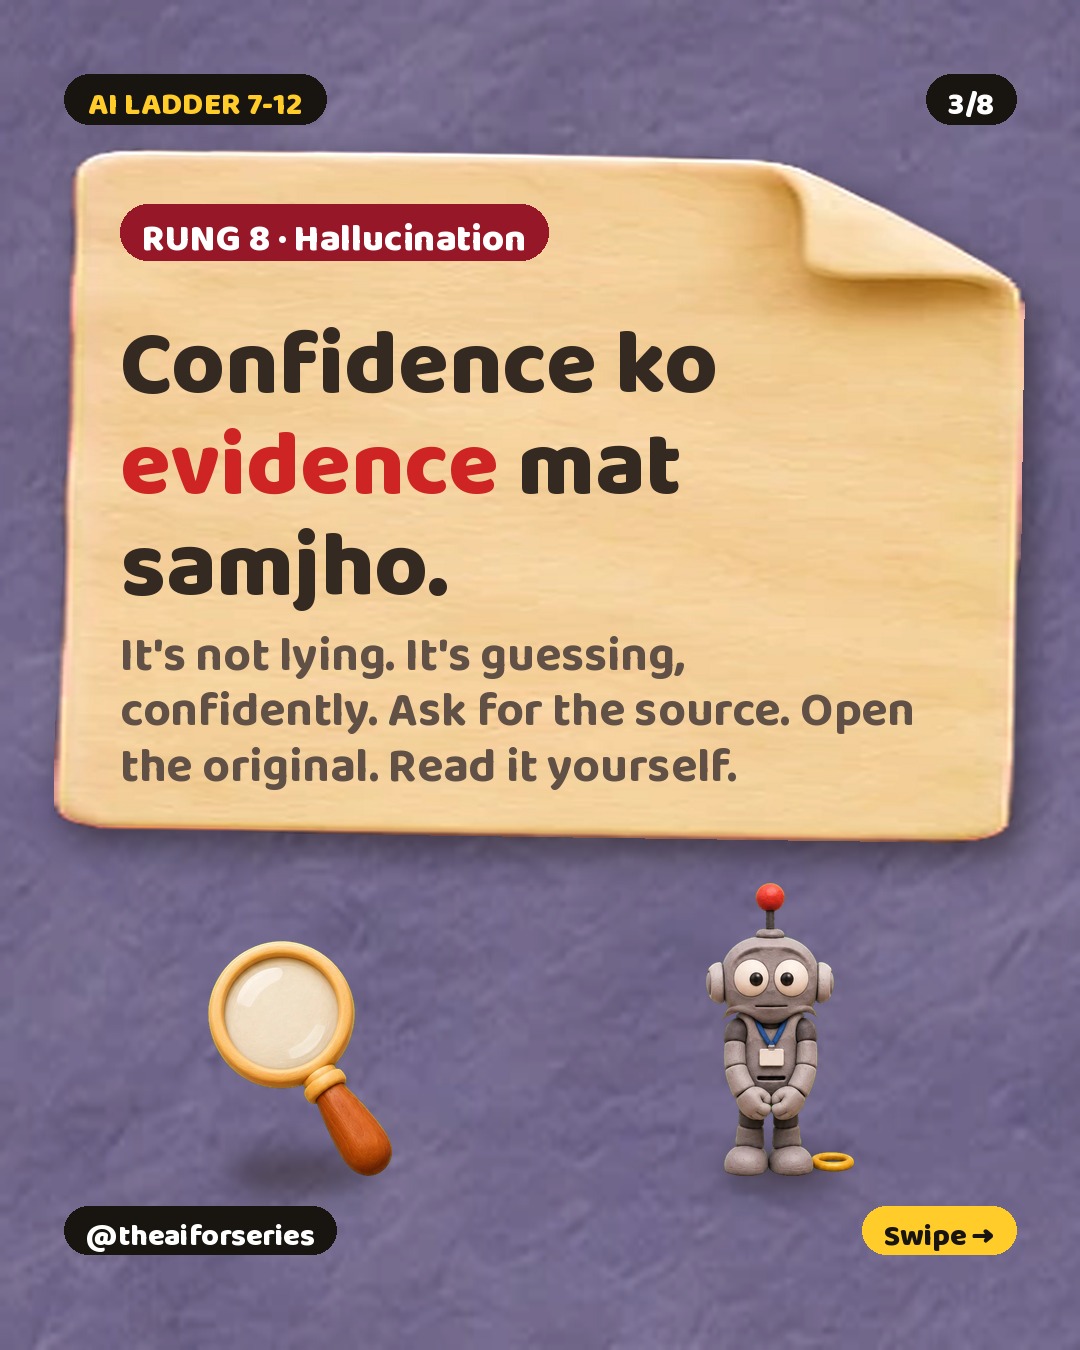 AI LADDER 7-12
3/8
RUNG 8 · Hallucination
Confidence ko
evidence mat
samjho.
It's not lying. It's guessing,
confidently. Ask for the source. Open
the original. Read it yourself.
@theaiforseries
Swipe →